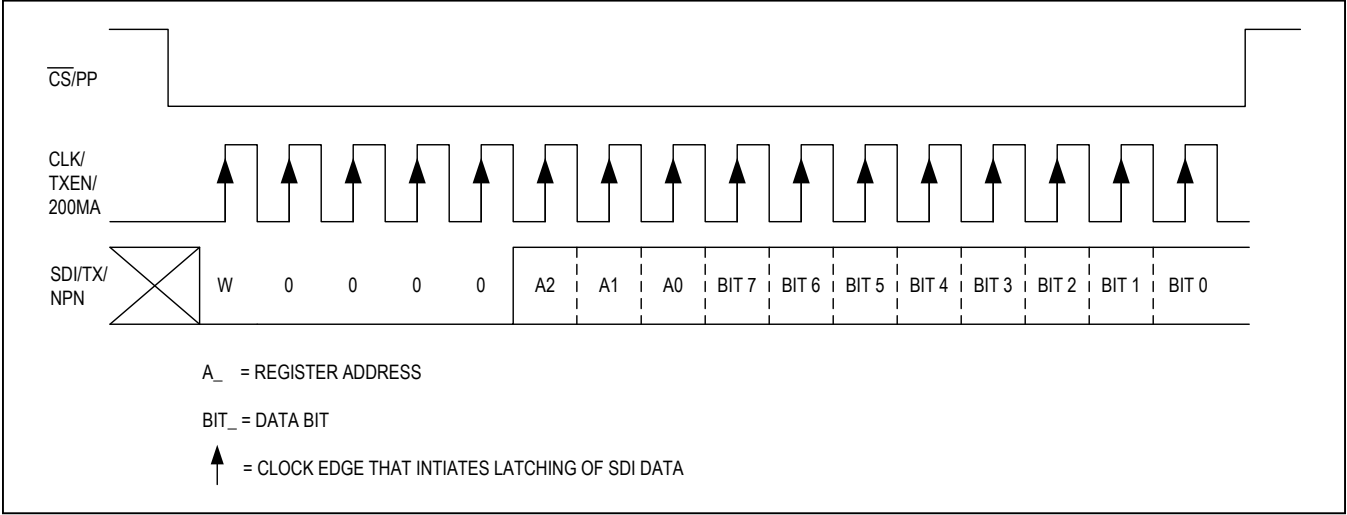 CS/PP
CLK/
TXEN/
200MA
SDI/TX/
NPN
W 0 0 0 0 A2 A1 A0 BIT 7 BIT 6 BIT 5 BIT 4 BIT 3 BIT 2 BIT 1 BIT 0
A_ = REGISTER ADDRESS
BIT_ = DATA BIT
= CLOCK EDGE THAT INTIATES LATCHING OF SDI DATA